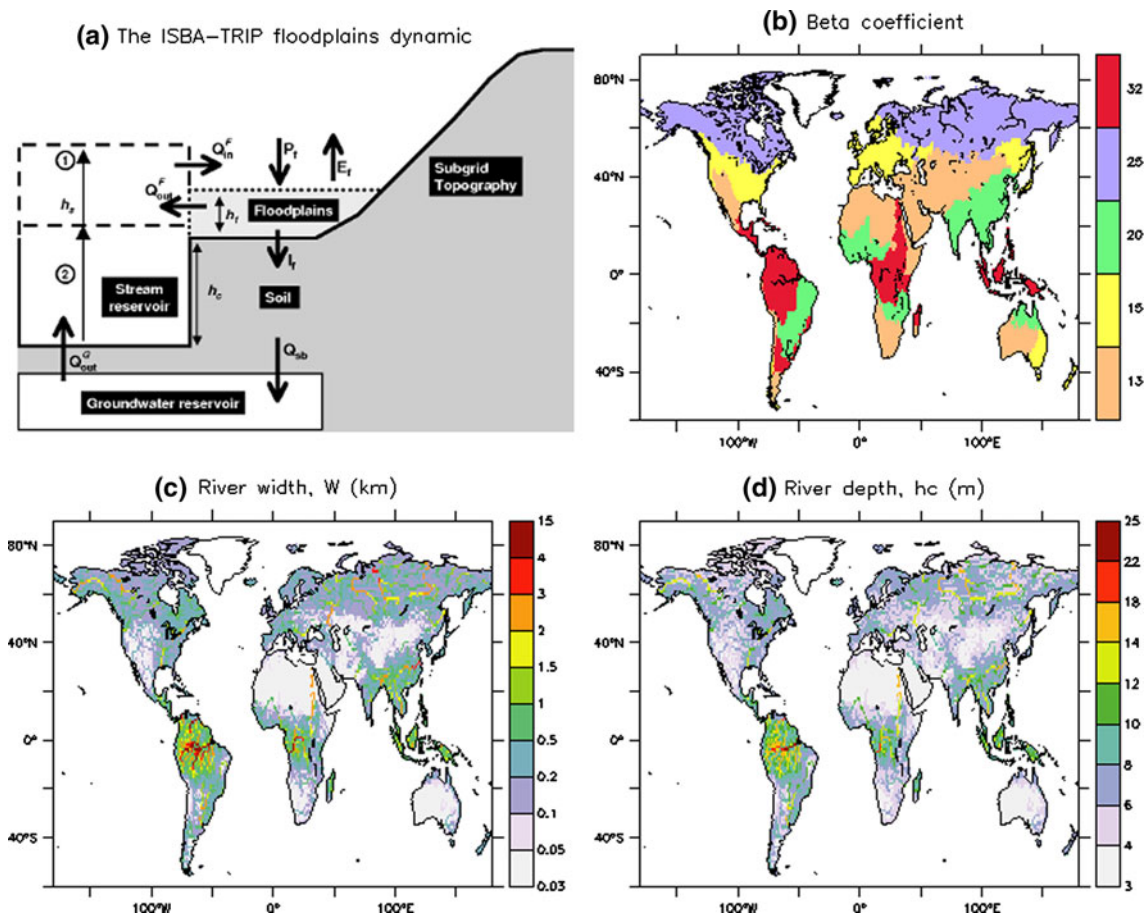 (a) The ISBA-TRIP floodplains dynamic
① 
Q^F_in
P_f
E_f
Subgrid
Topography
Q^F_out
h_s
h_f
Floodplains
②
I_f
Stream
reservoir
h_c
Soil
Q^G_out
Q_sb
Groundwater reservoir
(b) Beta coefficient
80°N
40°N
0°
40°S
100°W 0° 100°E
32
25
20
15
13
(c) River width, W (km)
80°N
40°N
0°
40°S
100°W 0° 100°E
15
4
3
2
1.5
1
0.5
0.2
0.1
0.05
0.03
(d) River depth, hc (m)
80°N
40°N
0°
40°S
100°W 0° 100°E
25
22
18
14
12
10
8
6
4
3